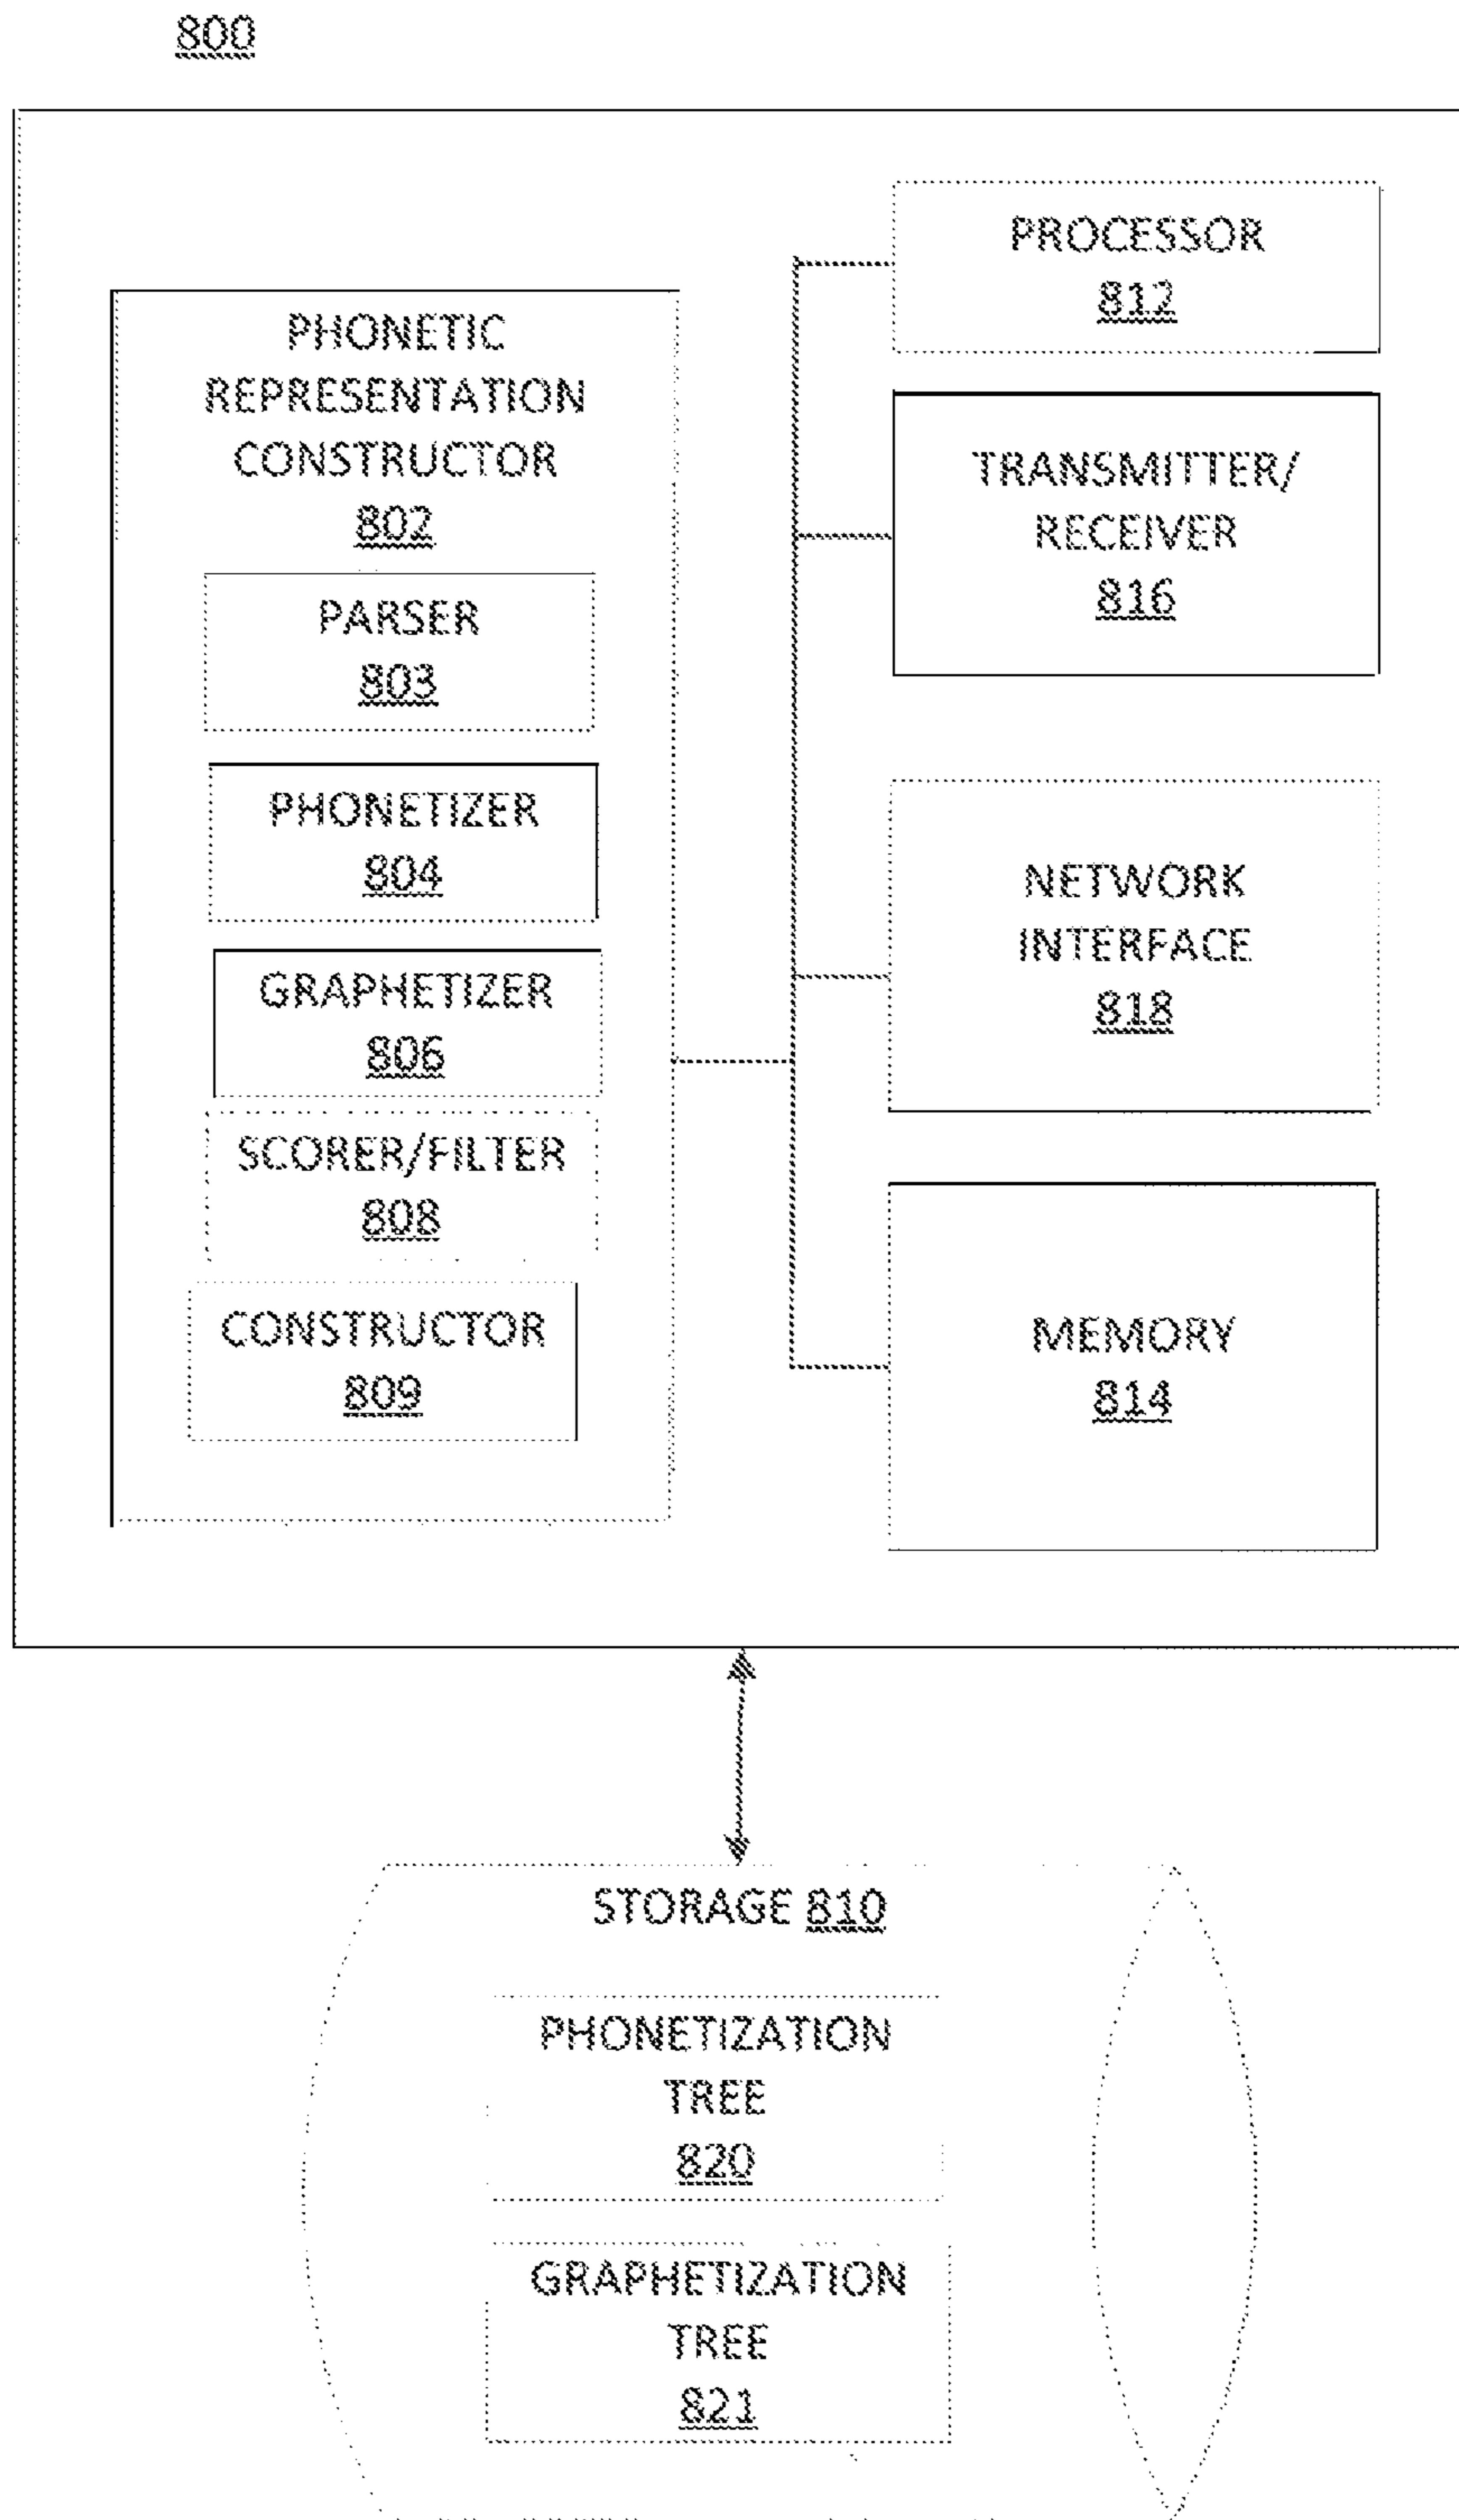 800
PHONETIC
REPRESENTATION
CONSTRUCTOR
802
PARSER
803
PHONETIZER
804
GRAPHETIZER
806
SCORER/FILTER
808
CONSTRUCTOR
809
PROCESSOR
812
TRANSMITTER/
RECEIVER
816
NETWORK
INTERFACE
818
MEMORY
814
STORAGE 810
PHONETIZATION
TREE
820
GRAPHETIZATION
TREE
821